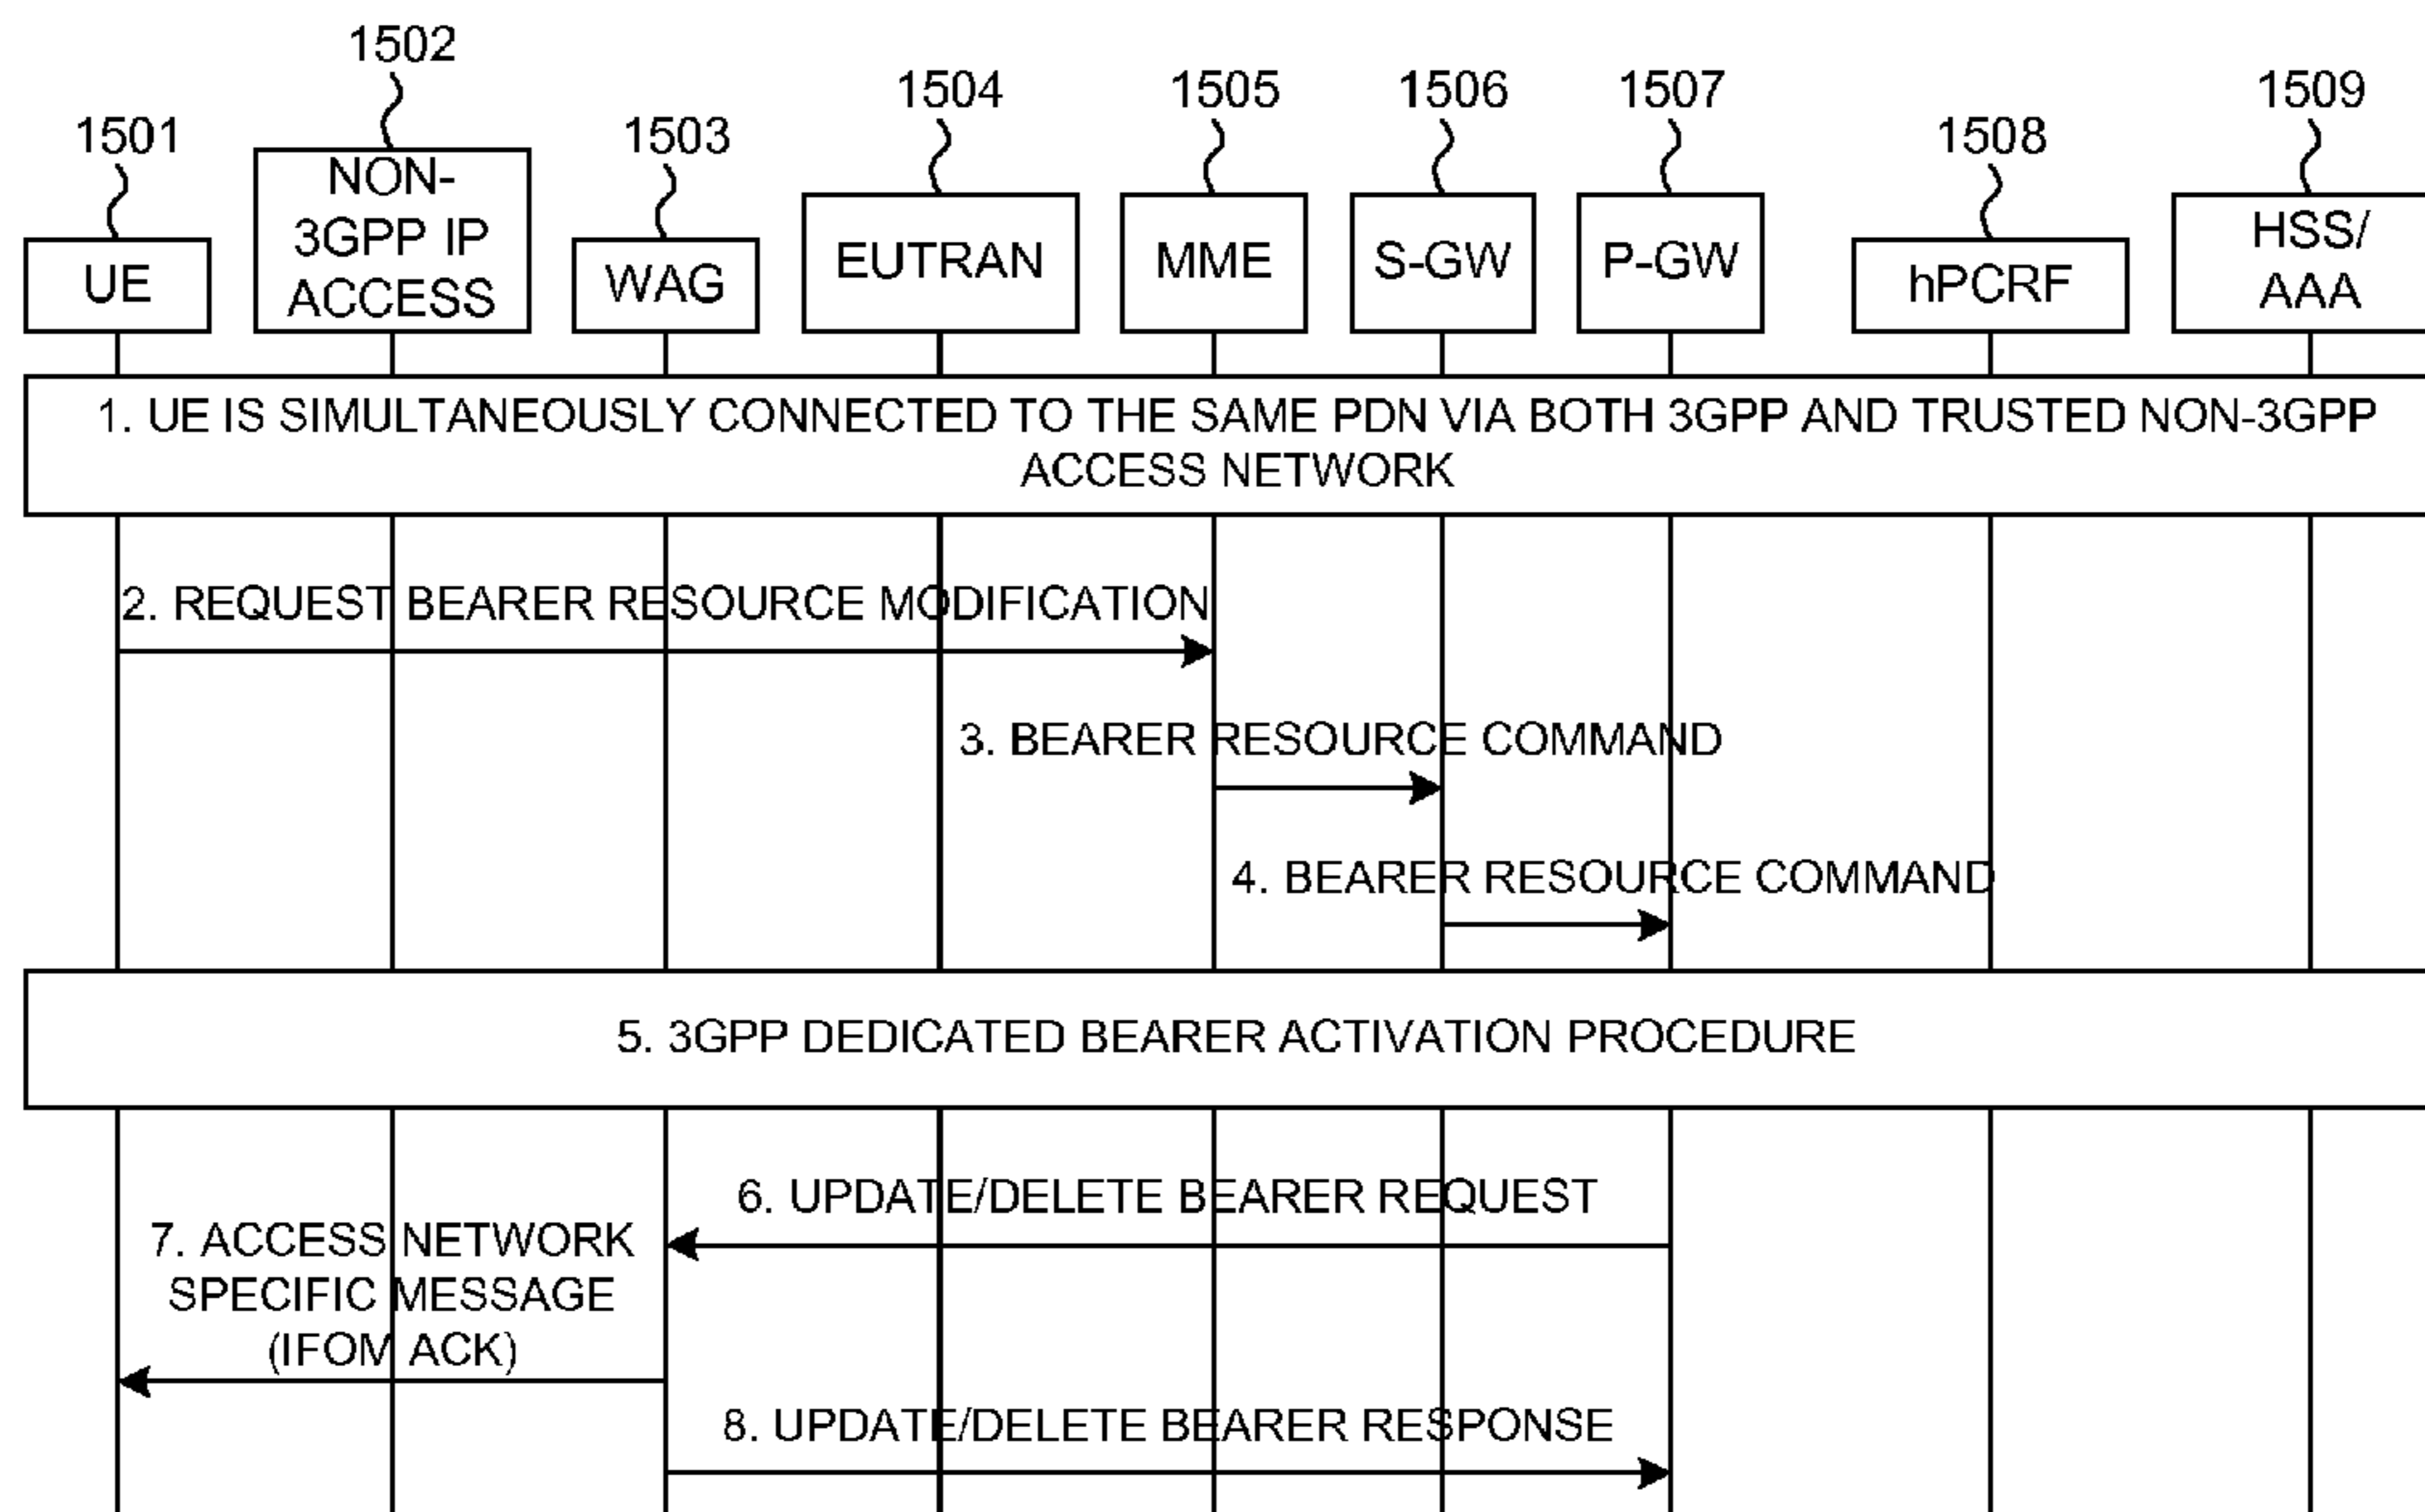 1502
1504
1505
1506
1507
1509
1501
1503
1508
NON-
3GPP IP
ACCESS
UE
WAG
EUTRAN
MME
S-GW
P-GW
hPCRF
HSS/
AAA
1. UE IS SIMULTANEOUSLY CONNECTED TO THE SAME PDN VIA BOTH 3GPP AND TRUSTED NON-3GPP
ACCESS NETWORK
2. REQUEST BEARER RESOURCE MODIFICATION
3. BEARER RESOURCE COMMAND
4. BEARER RESOURCE COMMAND
5. 3GPP DEDICATED BEARER ACTIVATION PROCEDURE
6. UPDATE/DELETE BEARER REQUEST
7. ACCESS NETWORK
SPECIFIC MESSAGE
(IFOM ACK)
8. UPDATE/DELETE BEARER RESPONSE